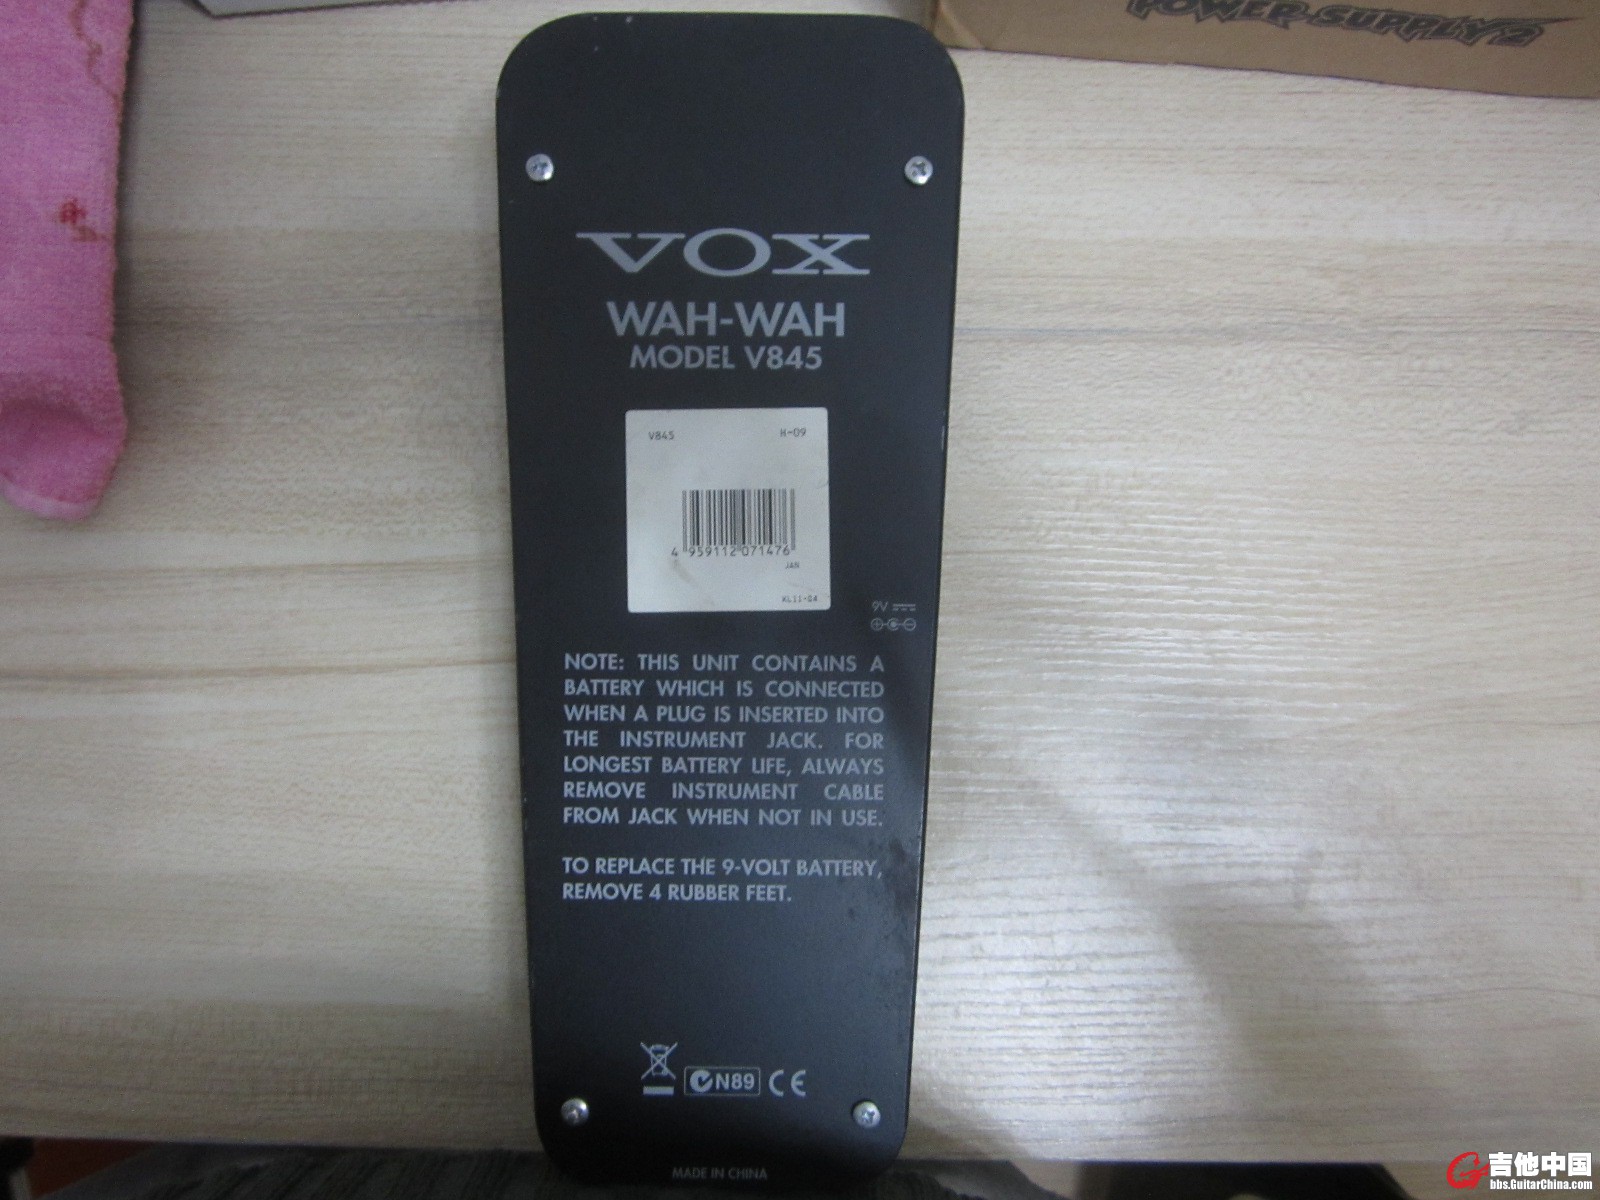 POWER SUPPLY 2
VOX
WAH-WAH
MODEL V845
V845 H-09
4 959112 071476
JAN
KL11-04
9V
NOTE: THIS UNIT CONTAINS A
BATTERY WHICH IS CONNECTED
WHEN A PLUG IS INSERTED INTO
THE INSTRUMENT JACK. FOR
LONGEST BATTERY LIFE, ALWAYS
REMOVE INSTRUMENT CABLE
FROM JACK WHEN NOT IN USE.
TO REPLACE THE 9-VOLT BATTERY,
REMOVE 4 RUBBER FEET.
N89 CE
MADE IN CHINA
吉他中国
bbs.GuitarChina.com